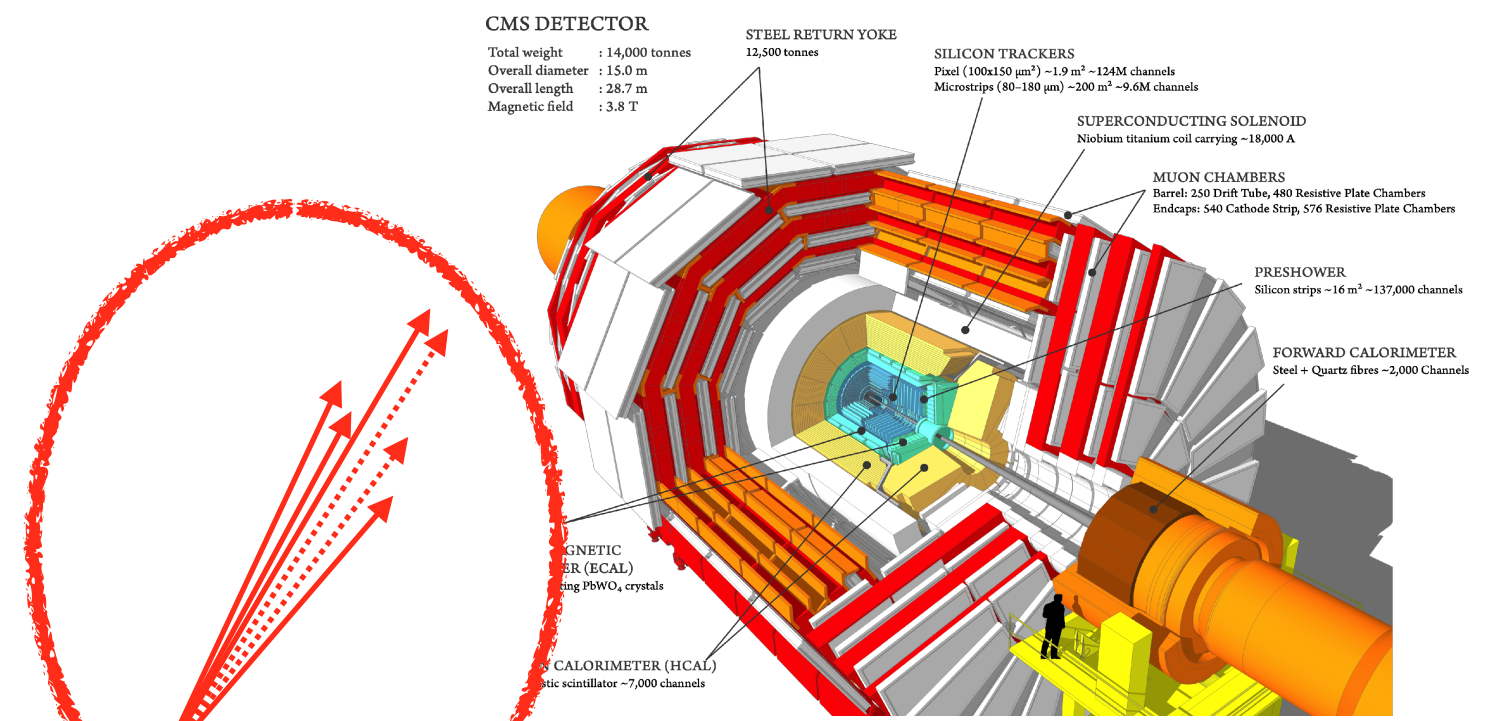 CMS DETECTOR
Total weight : 14,000 tonnes
Overall diameter : 15.0 m
Overall length : 28.7 m
Magnetic field : 3.8 T
STEEL RETURN YOKE
12,500 tonnes
SILICON TRACKERS
Pixel (100x150 μm²) ~1.9 m² ~124M channels
Microstrips (80–180 μm) ~200 m² ~9.6M channels
SUPERCONDUCTING SOLENOID
Niobium titanium coil carrying ~18,000 A
MUON CHAMBERS
Barrel: 250 Drift Tube, 480 Resistive Plate Chambers
Endcaps: 540 Cathode Strip, 576 Resistive Plate Chambers
PRESHOWER
Silicon strips ~16 m² ~137,000 channels
FORWARD CALORIMETER
Steel + Quartz fibres ~2,000 Channels
GNETIC
ER (ECAL)
ring PbWO₄ crystals
CALORIMETER (HCAL)
stic scintillator ~7,000 channels